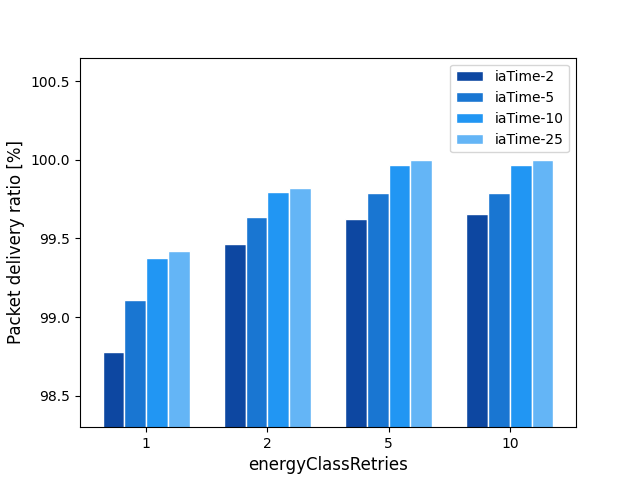 100.5
100.0
99.5
99.0
98.5
Packet delivery ratio [%]
iaTime-2
iaTime-5
iaTime-10
iaTime-25
1 2 5 10
energyClassRetries